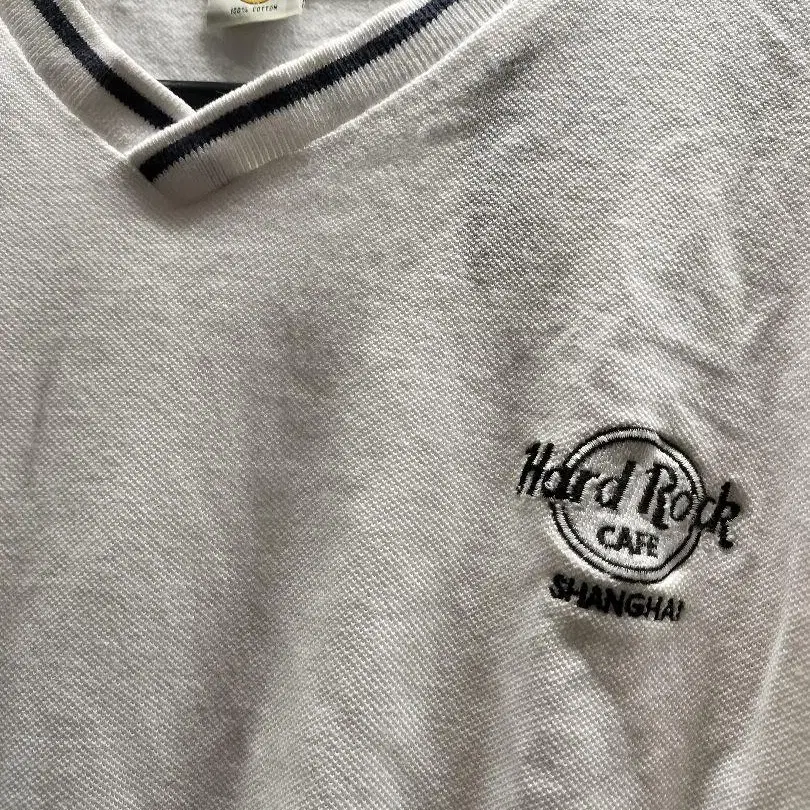 100% COTTON
Hard Rock
CAFE
SHANGHAI